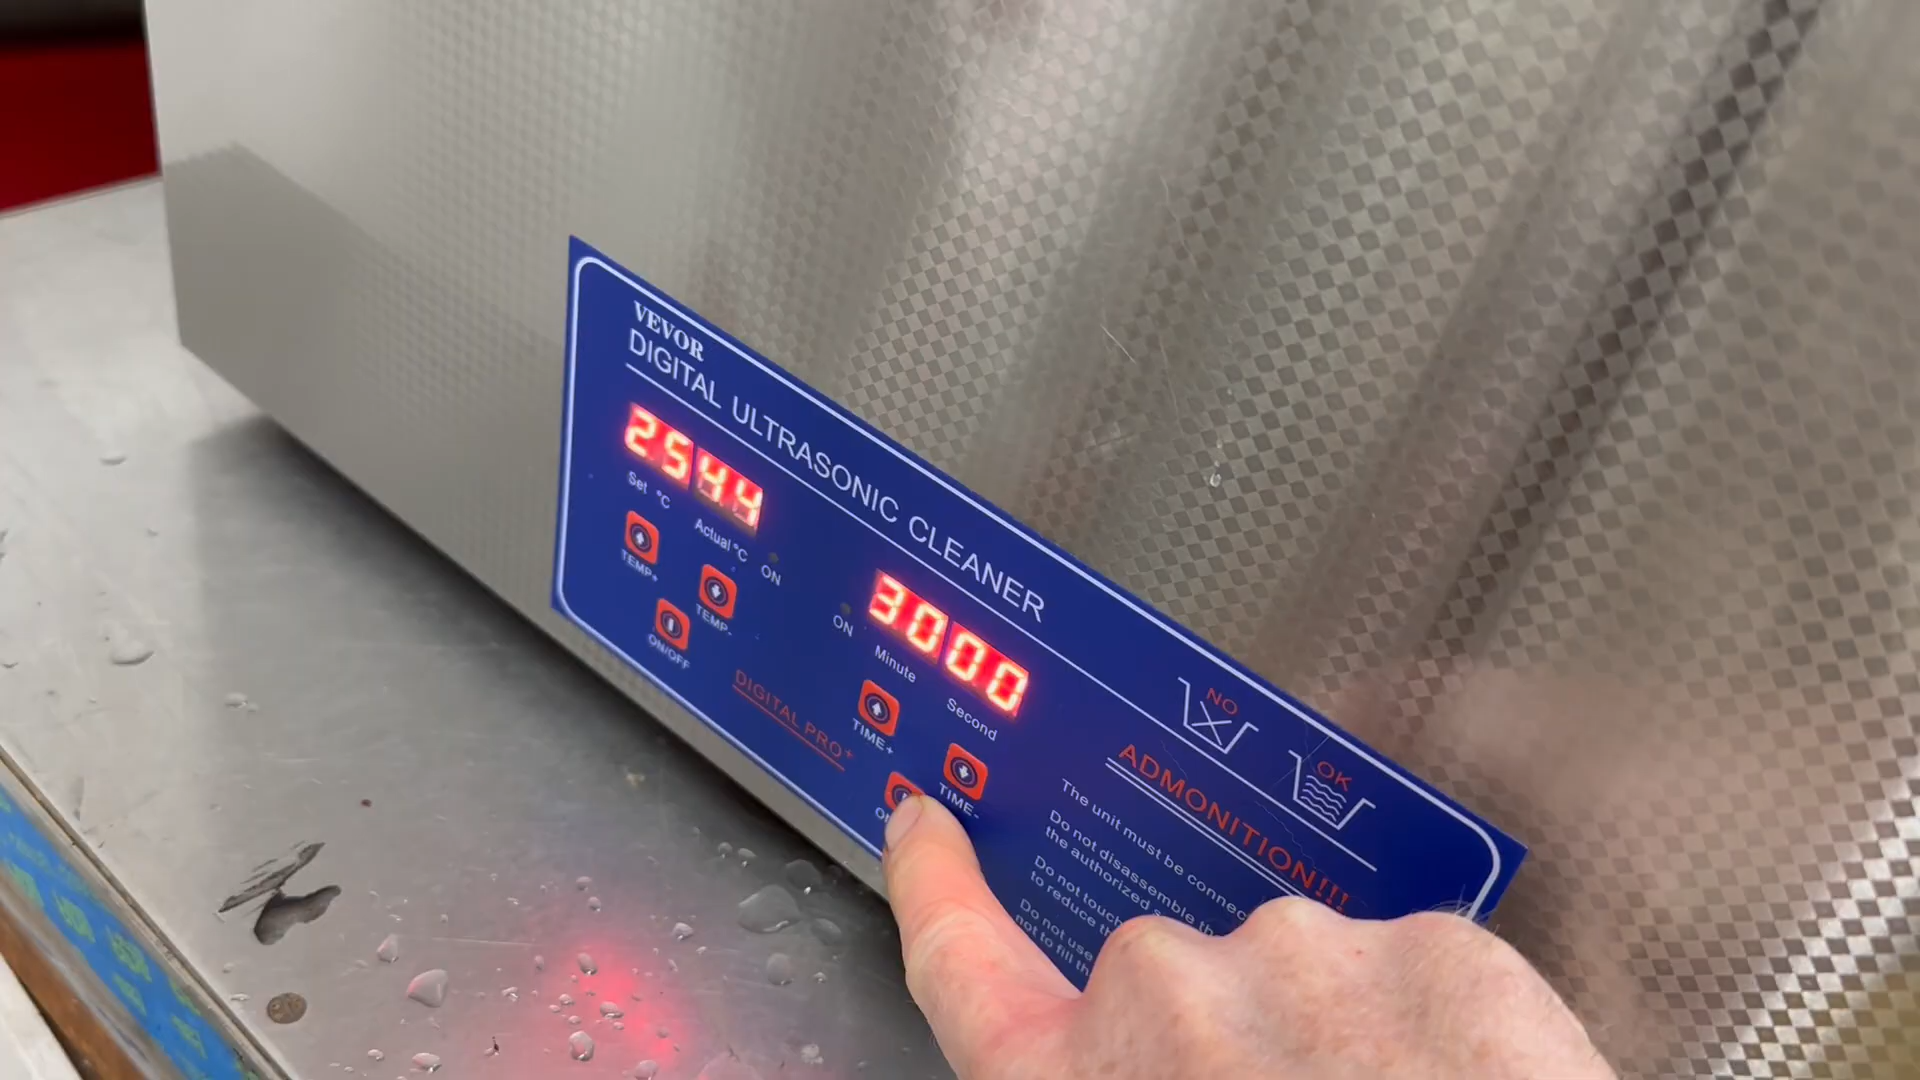 VEVOR
DIGITAL ULTRASONIC CLEANER
2544
Set °C
Actual °C
ON
TEMP+
TEMP-
ON/OFF
DIGITAL PRO+
ON
3000
Minute
Second
TIME+
TIME-
NO
OK
ADMONITION!!!
The unit must be connec
Do not disassemble th
the authorized
Do not touch
to reduce th
Do not use
not to fill th